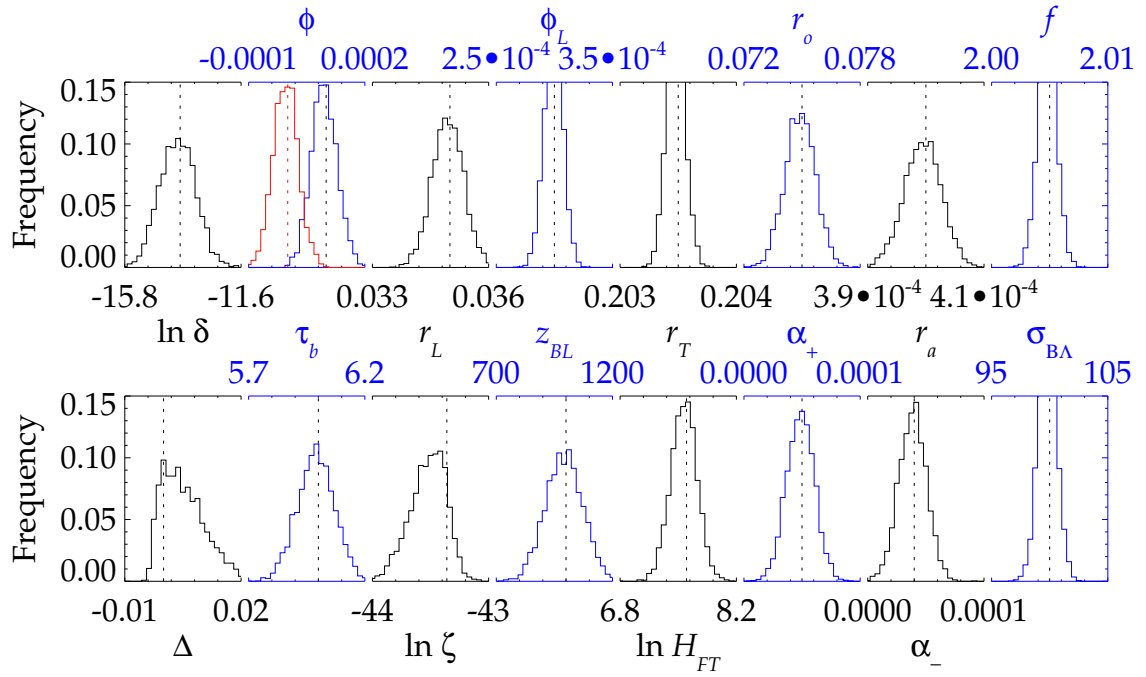 ϕ ϕ_L r_o f
-0.0001 0.0002 2.5•10⁻⁴ 3.5•10⁻⁴ 0.072 0.078 2.00 2.01
0.15
0.10
0.05
0.00
Frequency
-15.8 -11.6 0.033 0.036 0.203 0.204 3.9•10⁻⁴ 4.1•10⁻⁴
ln δ τ_b r_L z_BL r_T α_+ r_a σ_BΛ
5.7 6.2 700 1200 0.0000 0.0001 95 105
0.15
0.10
0.05
0.00
Frequency
-0.01 0.02 -44 -43 6.8 8.2 0.0000 0.0001
Δ ln ζ ln H_FT α_−